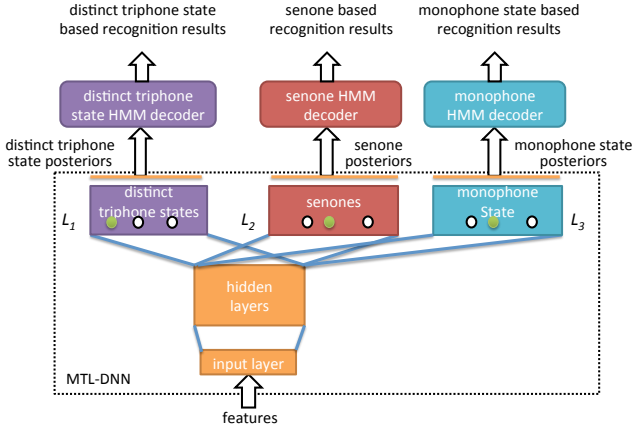 distinct triphone state
based recognition results
senone based
recognition results
monophone state based
recognition results
distinct triphone
state HMM decoder
senone HMM
decoder
monophone
HMM decoder
distinct triphone
state posteriors
senone
posteriors
monophone state
posteriors
L1
distinct
triphone states
L2
senones
monophone
State
L3
hidden
layers
input layer
MTL-DNN
features